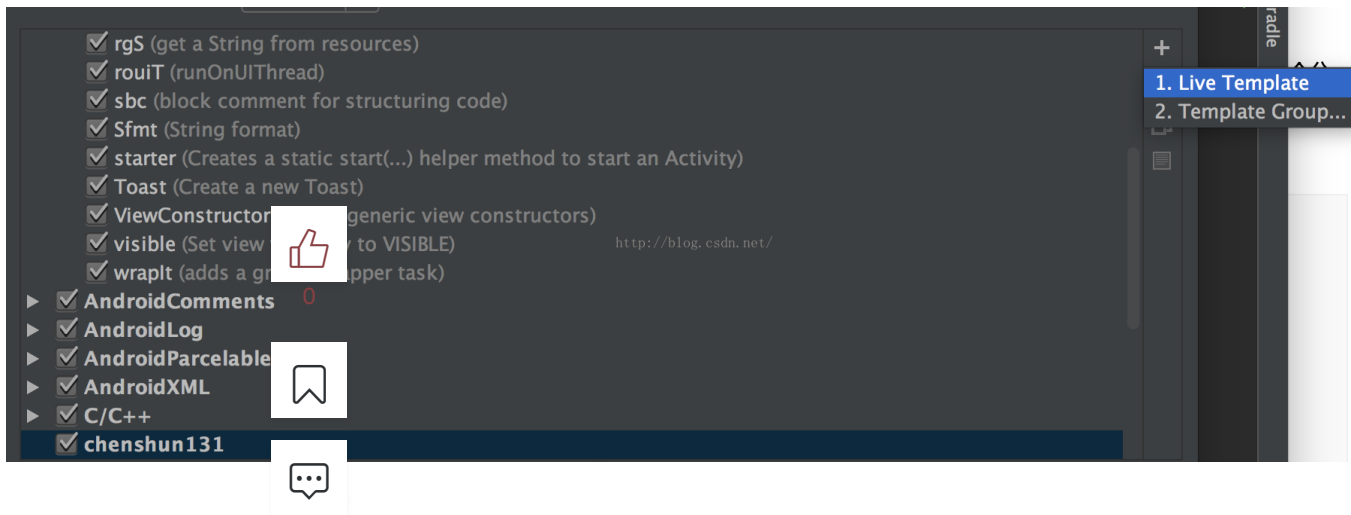 rgS (get a String from resources)
rouiT (runOnUIThread)
sbc (block comment for structuring code)
Sfmt (String format)
starter (Creates a static start(...) helper method to start an Activity)
Toast (Create a new Toast)
ViewConstructor generic view constructors)
visible (Set view to VISIBLE)
wrapIt (adds a task)
AndroidComments
AndroidLog
AndroidParcelable
AndroidXML
C/C++
chenshun131
0
http://blog.csdn.net/
+
1. Live Template
2. Template Group...